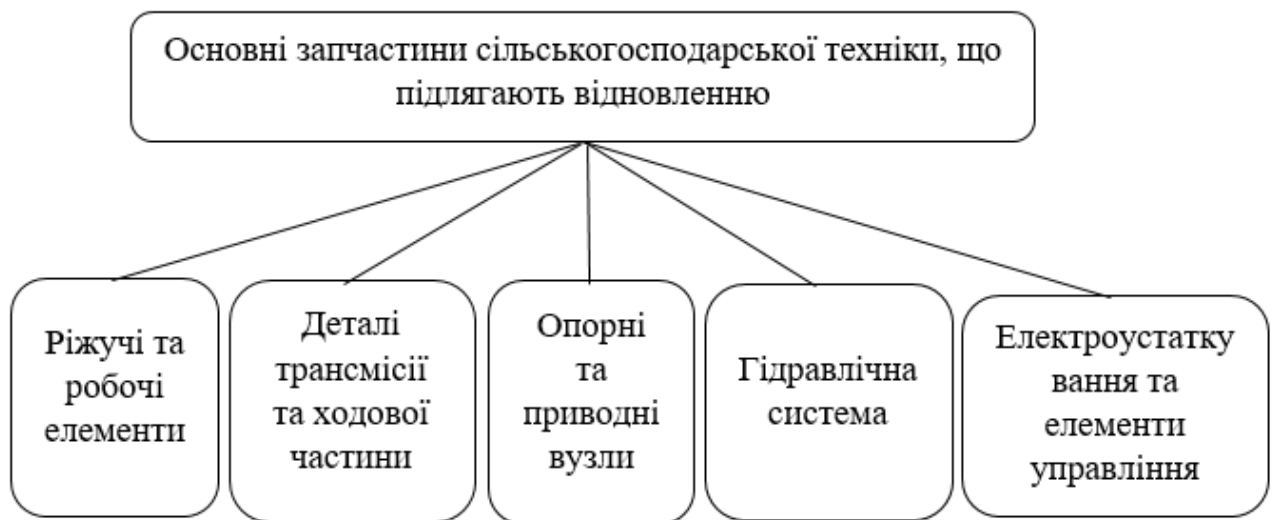 Основні запчастини сільськогосподарської техніки, що
підлягають відновленню
Ріжучі та
робочі
елементи
Деталі
трансмісії
та ходової
частини
Опорні
та
приводні
вузли
Гідравлічна
система
Електроустатку
вання та
елементи
управління